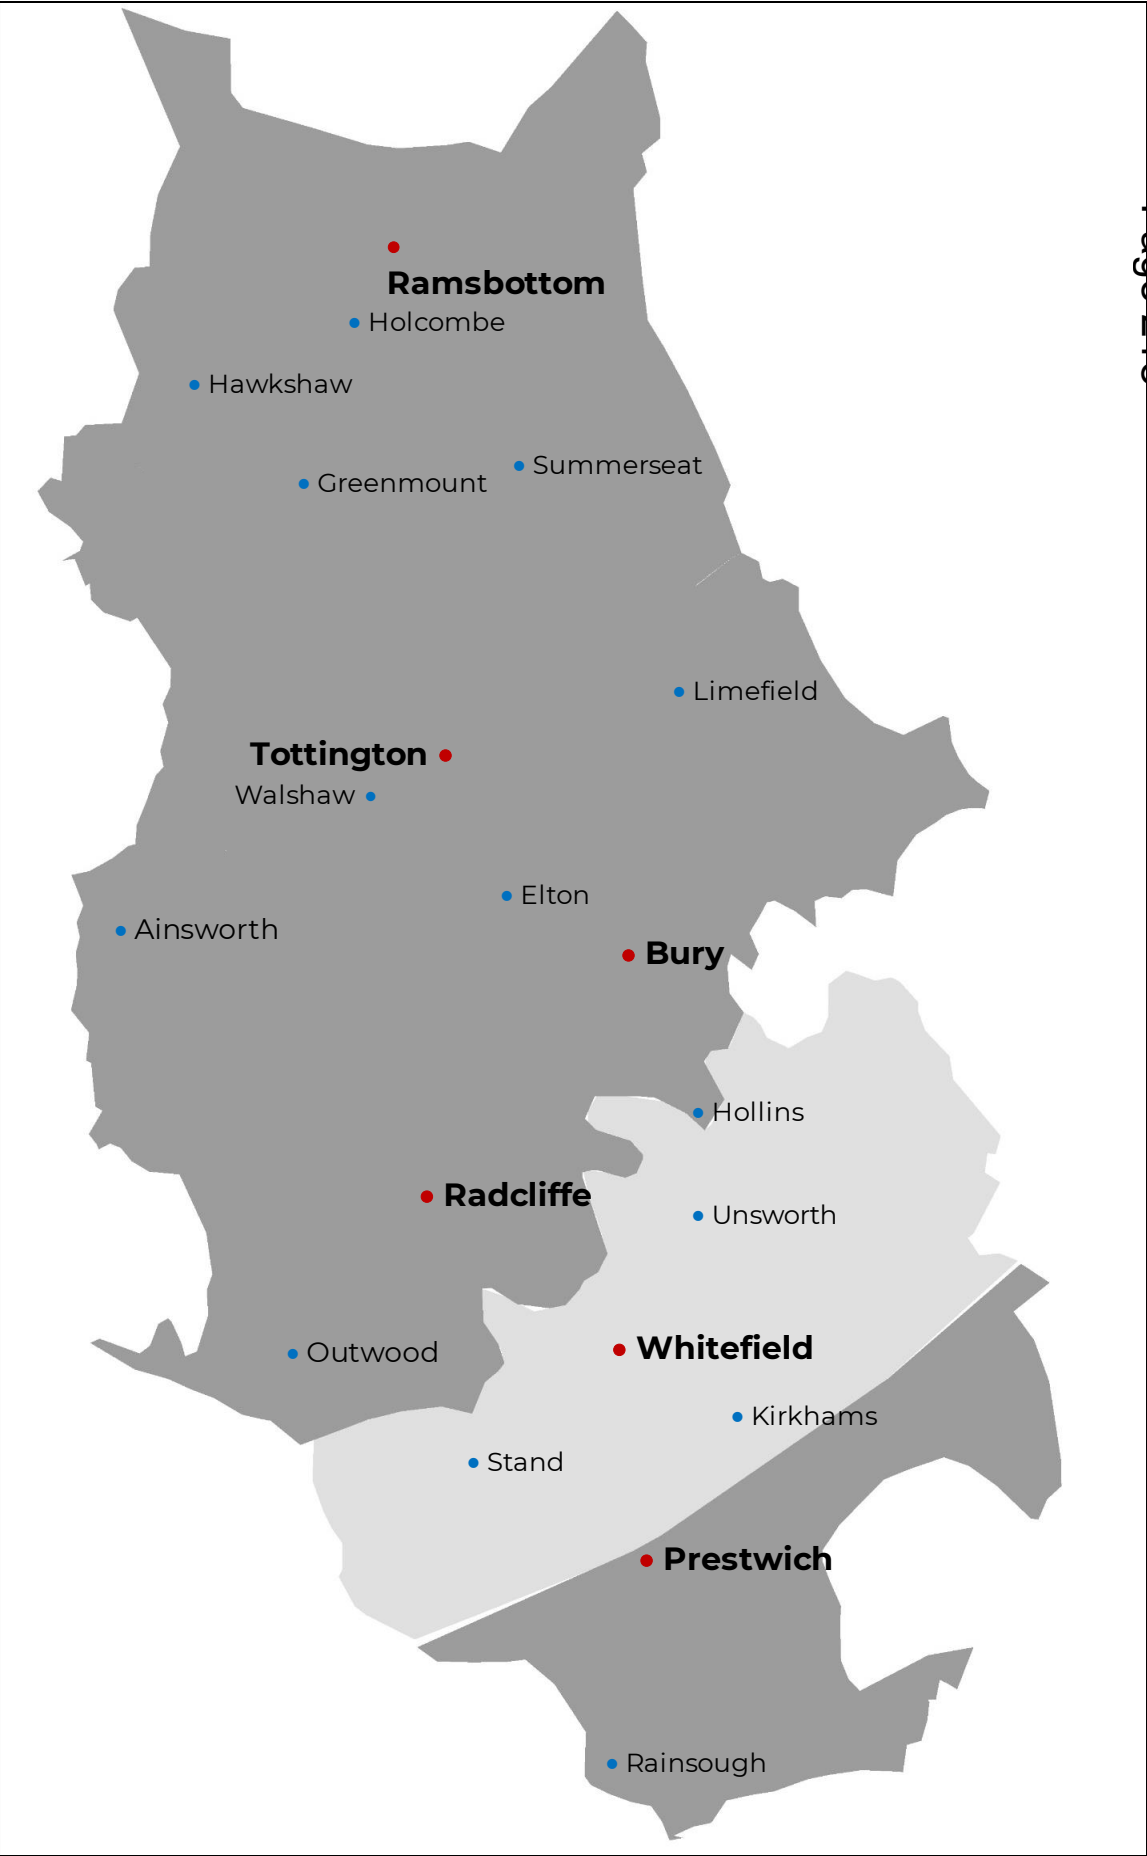 Ramsbottom
Holcombe
Hawkshaw
Summerseat
Greenmount
Limefield
Tottington
Walshaw
Elton
Ainsworth
Bury
Hollins
Radcliffe
Unsworth
Whitefield
Outwood
Kirkhams
Stand
Prestwich
Rainsough